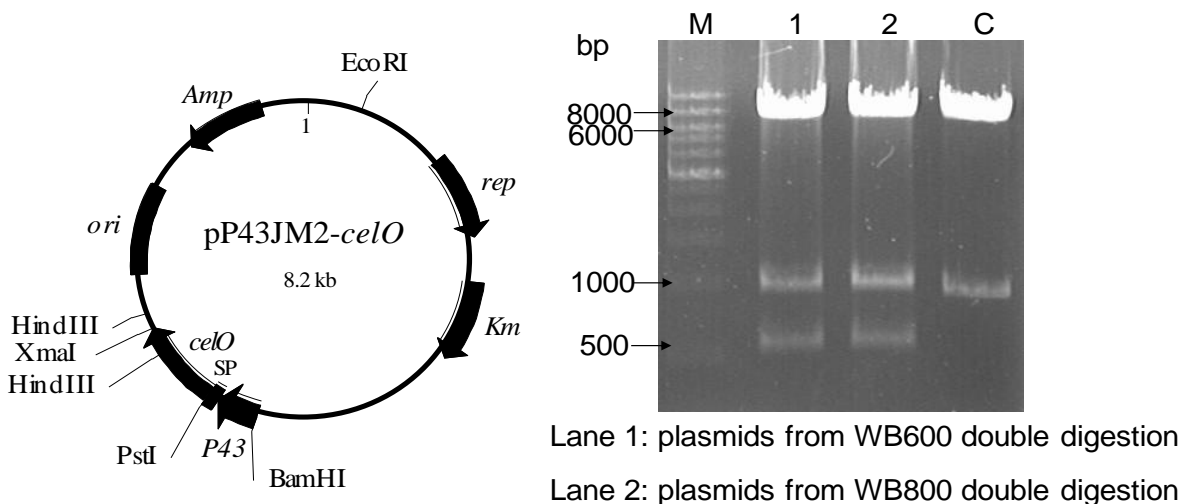 EcoRI
Amp
1
rep
ori
pP43JM2-celO
8.2 kb
HindIII
XmaI
HindIII
celO
SP
Km
PstI
P43
BamHI
M 1 2 C
bp
8000
6000
1000
500
Lane 1: plasmids from WB600 double digestion
Lane 2: plasmids from WB800 double digestion